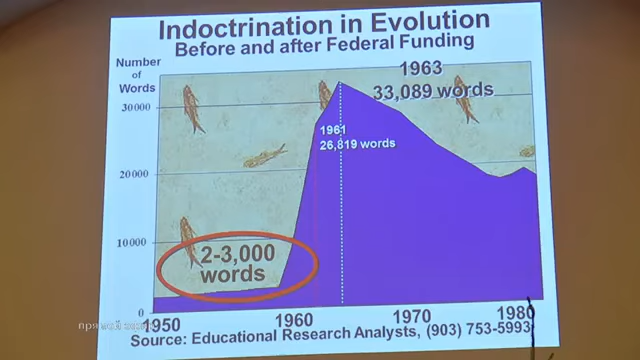 Indoctrination in Evolution
Before and after Federal Funding
Number
of
Words
1963
33,089 words
30000
1961
26,819 words
20000
10000
2-3,000
words
0
1950
1960
1970
1980
Source: Educational Research Analysts, (903) 753-5993